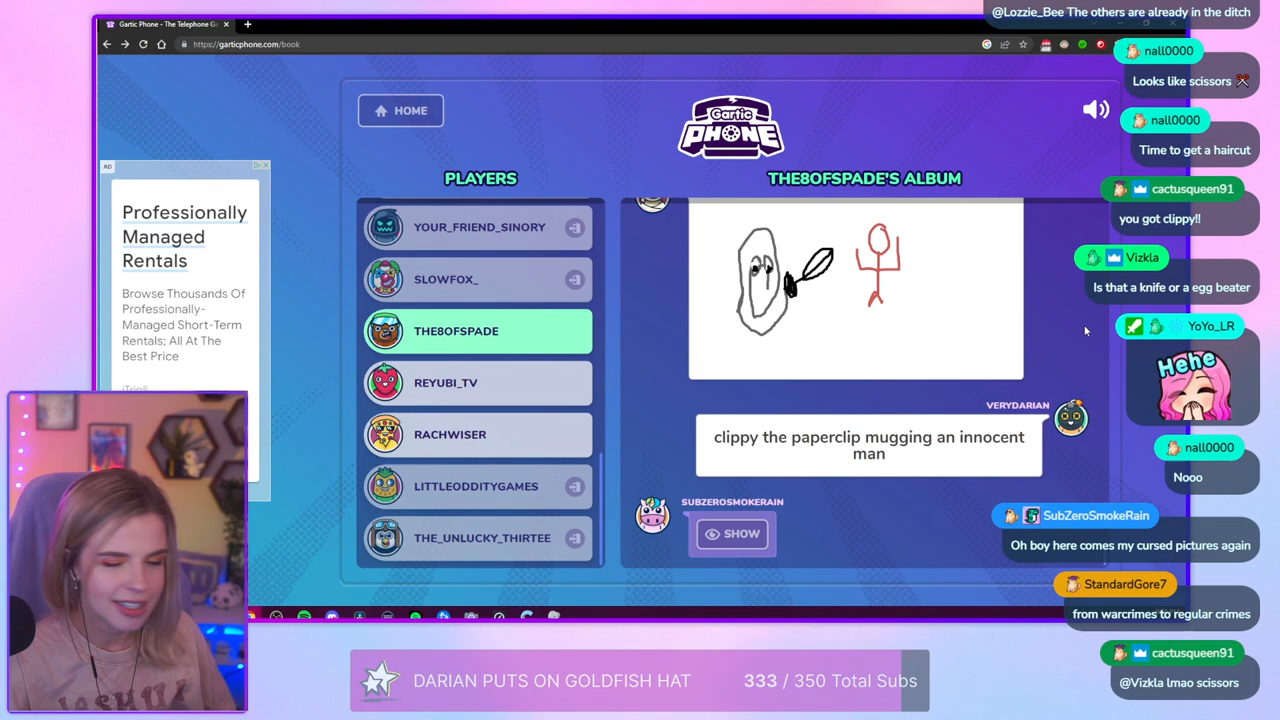 Gartic Phone - The Telephone Ga
https://garticphone.com/book
HOME
Gartic
PHONE
AD
Professionally
Managed
Rentals
Browse Thousands Of
Professionally-
Managed Short-Term
Rentals; All At The
Best Price
PLAYERS
YOUR_FRIEND_SINORY
SLOWFOX_
THE8OFSPADE
REYUBI_TV
RACHWISER
LITTLEODDITYGAMES
THE_UNLUCKY_THIRTEE
THE8OFSPADE'S ALBUM
VERYDARIAN
clippy the paperclip mugging an innocent
man
SUBZEROSMOKERAIN
SHOW
@Lozzie_Bee The others are already in the ditch
nall0000
Looks like scissors
nall0000
Time to get a haircut
cactusqueen91
you got clippy!!
Vizkla
Is that a knife or a egg beater
YoYo_LR
Hehe
nall0000
Nooo
SubZeroSmokeRain
Oh boy here comes my cursed pictures again
StandardGore7
from warcrimes to regular crimes
cactusqueen91
@Vizkla lmao scissors
DARIAN PUTS ON GOLDFISH HAT 333 / 350 Total Subs